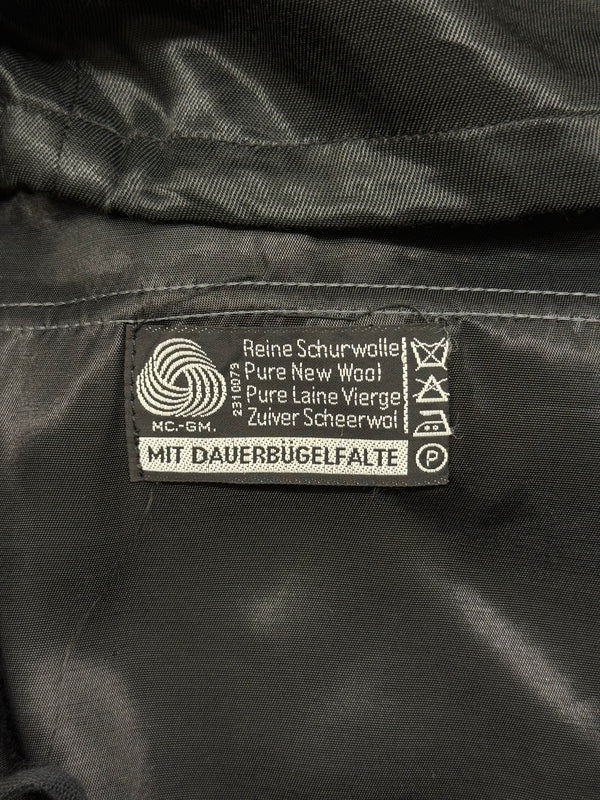 Reine Schurwolle
Pure New Wool
Pure Laine Vierge
Zuiver Scheerwol
2310073
MC.-GM.
MIT DAUERBÜGELFALTE
P